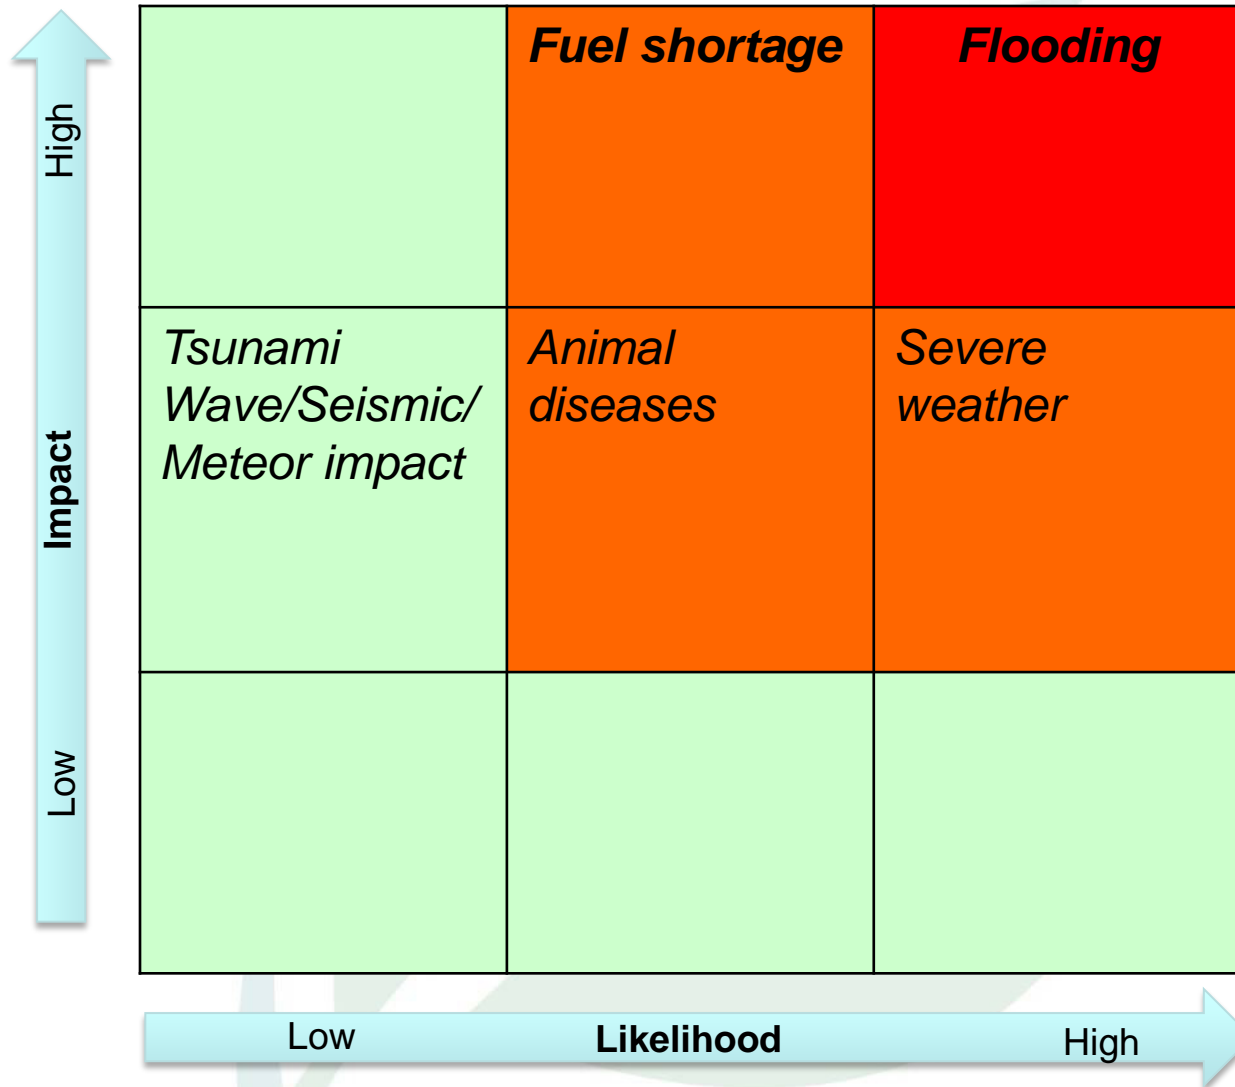 High
Impact
Low
Fuel shortage
Flooding
Tsunami
Wave/Seismic/
Meteor impact
Animal
diseases
Severe
weather
Low
Likelihood
High